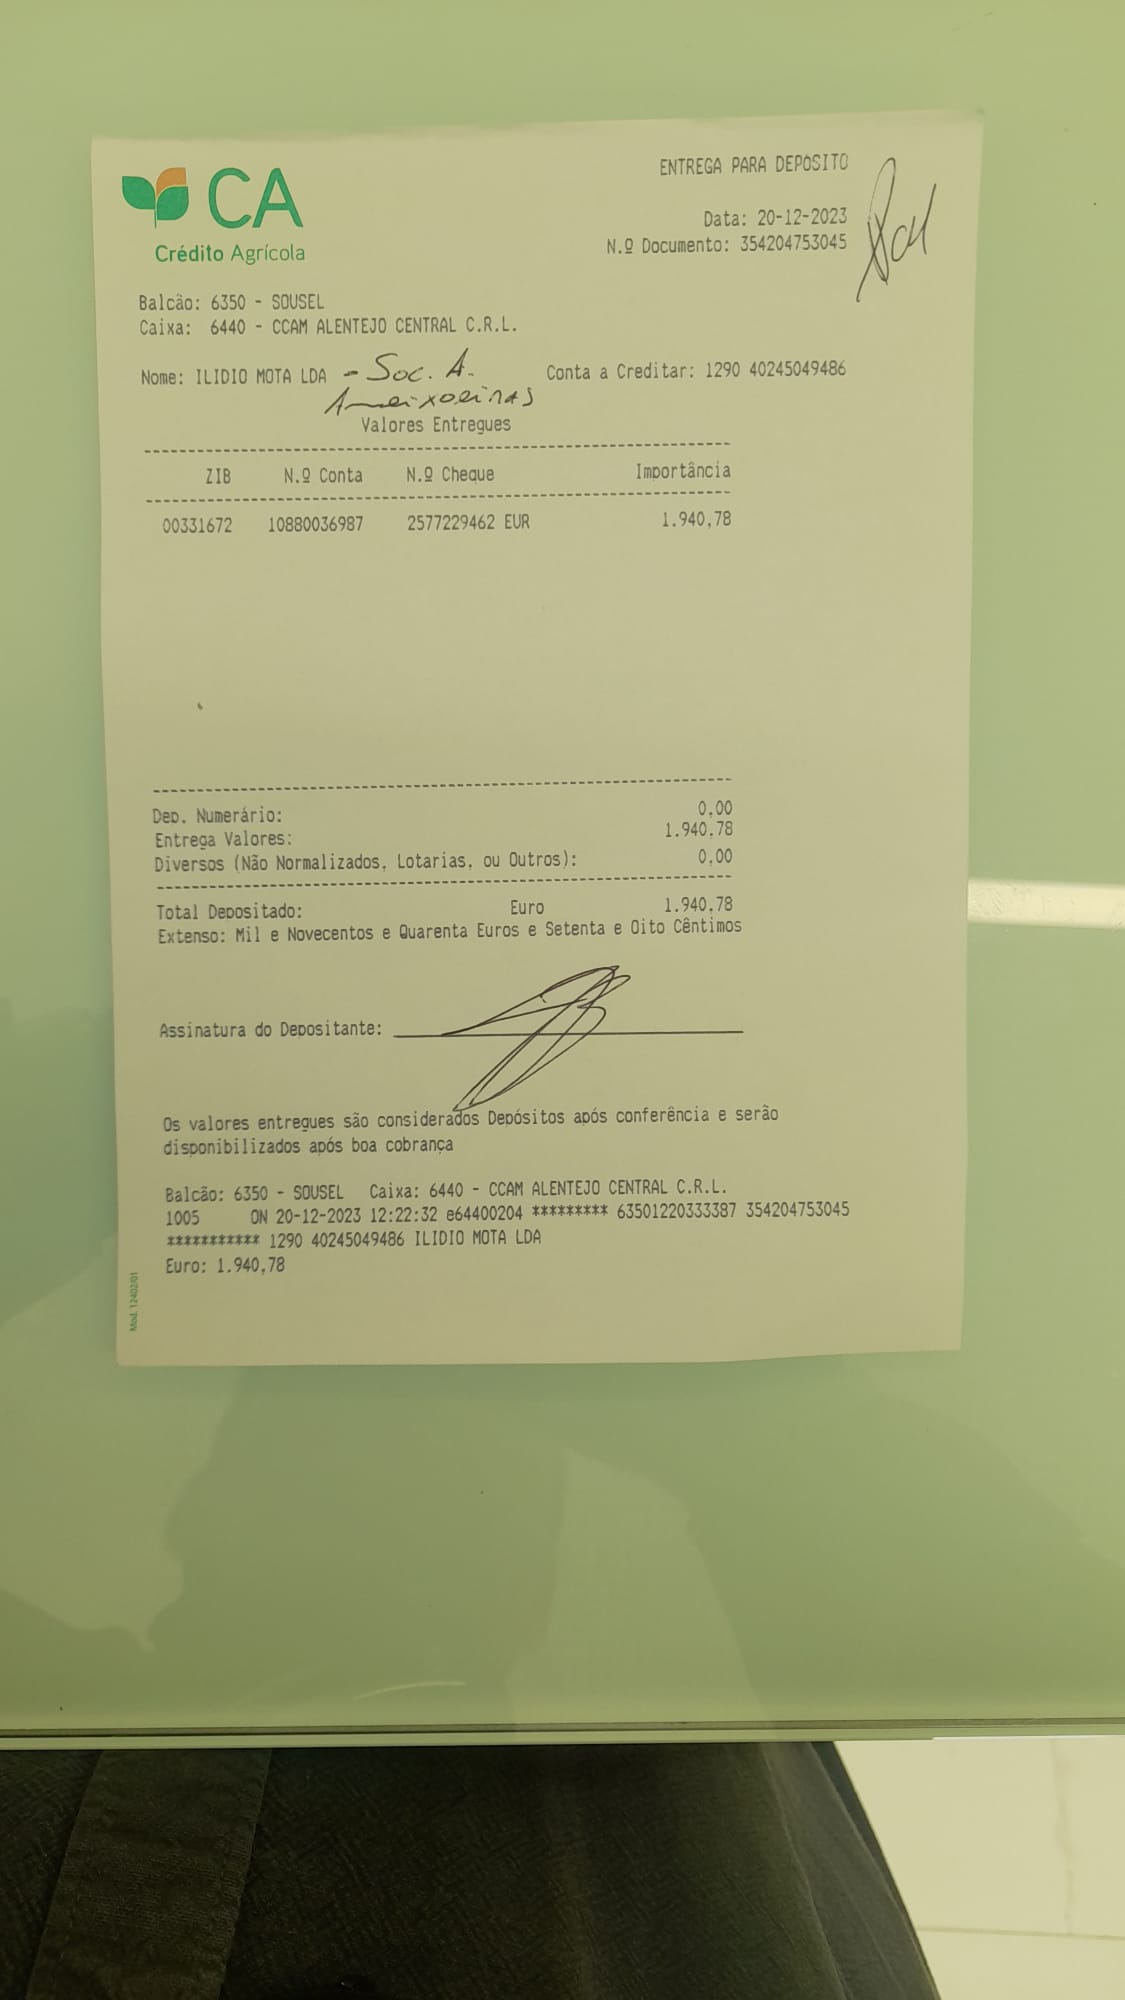 CA
Crédito Agrícola
ENTREGA PARA DEPÓSITO
Data: 20-12-2023
N.º Documento: 354204753045
Balcão: 6350 - SOUSEL
Caixa: 6440 - CCAM ALENTEJO CENTRAL C.R.L.
Nome: ILIDIO MOTA LDA - Soc. A. Conta a Creditar: 1290 40245049486
Ameixoeiras
Valores Entregues
ZIB N.º Conta N.º Cheque Importância
00331672 10880036987 2577229462 EUR 1.940,78
Dep. Numerário: 0,00
Entrega Valores: 1.940,78
Diversos (Não Normalizados, Lotarias, ou Outros): 0,00
Total Depositado: Euro 1.940,78
Extenso: Mil e Novecentos e Quarenta Euros e Setenta e Oito Cêntimos
Assinatura do Depositante:
Os valores entregues são considerados Depósitos após conferência e serão
disponibilizados após boa cobrança
Balcão: 6350 - SOUSEL Caixa: 6440 - CCAM ALENTEJO CENTRAL C.R.L.
1005 ON 20-12-2023 12:22:32 e64400204 ********* 63501220333387 354204753045
*********** 1290 40245049486 ILIDIO MOTA LDA
Euro: 1.940,78
Mod. 12402/01